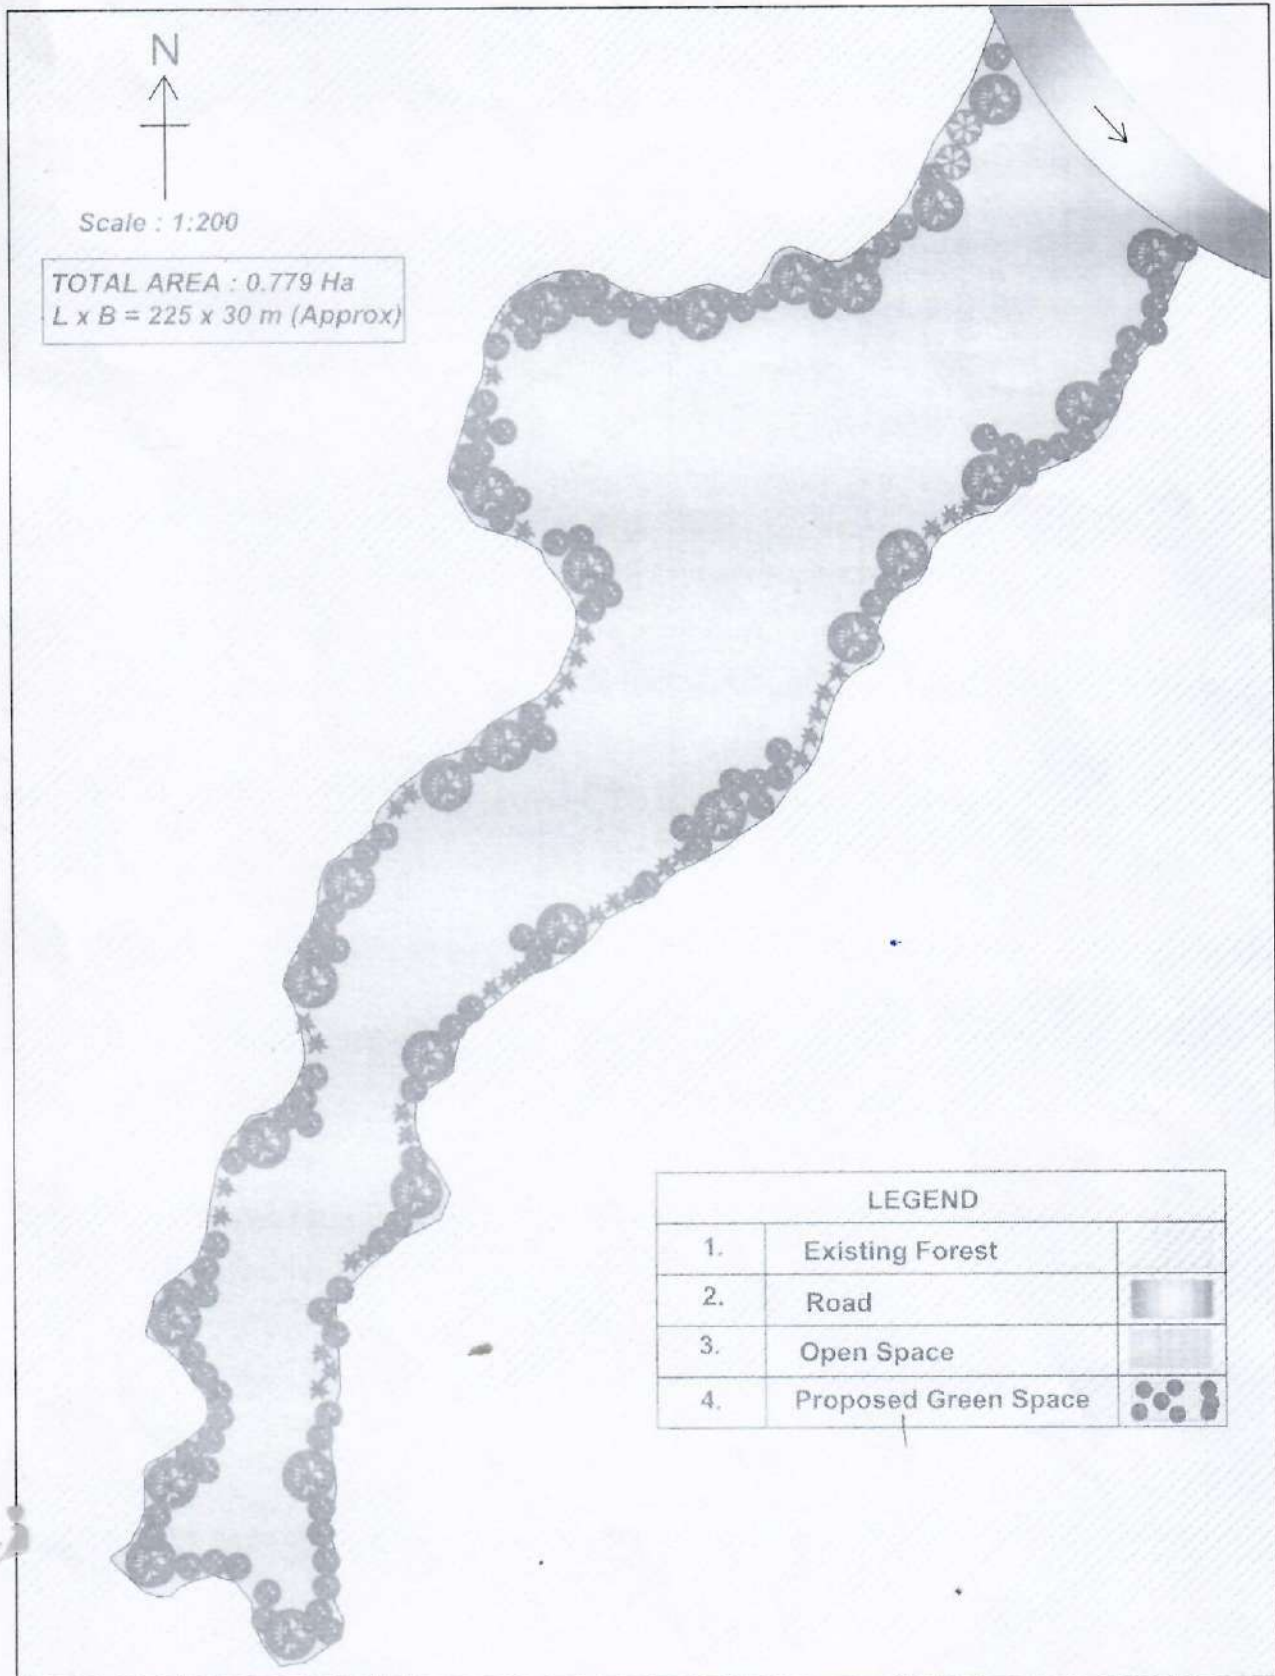 N
Scale : 1:200
TOTAL AREA : 0.779 Ha
L x B = 225 x 30 m (Approx)
LEGEND
1. Existing Forest
2. Road
3. Open Space
4. Proposed Green Space